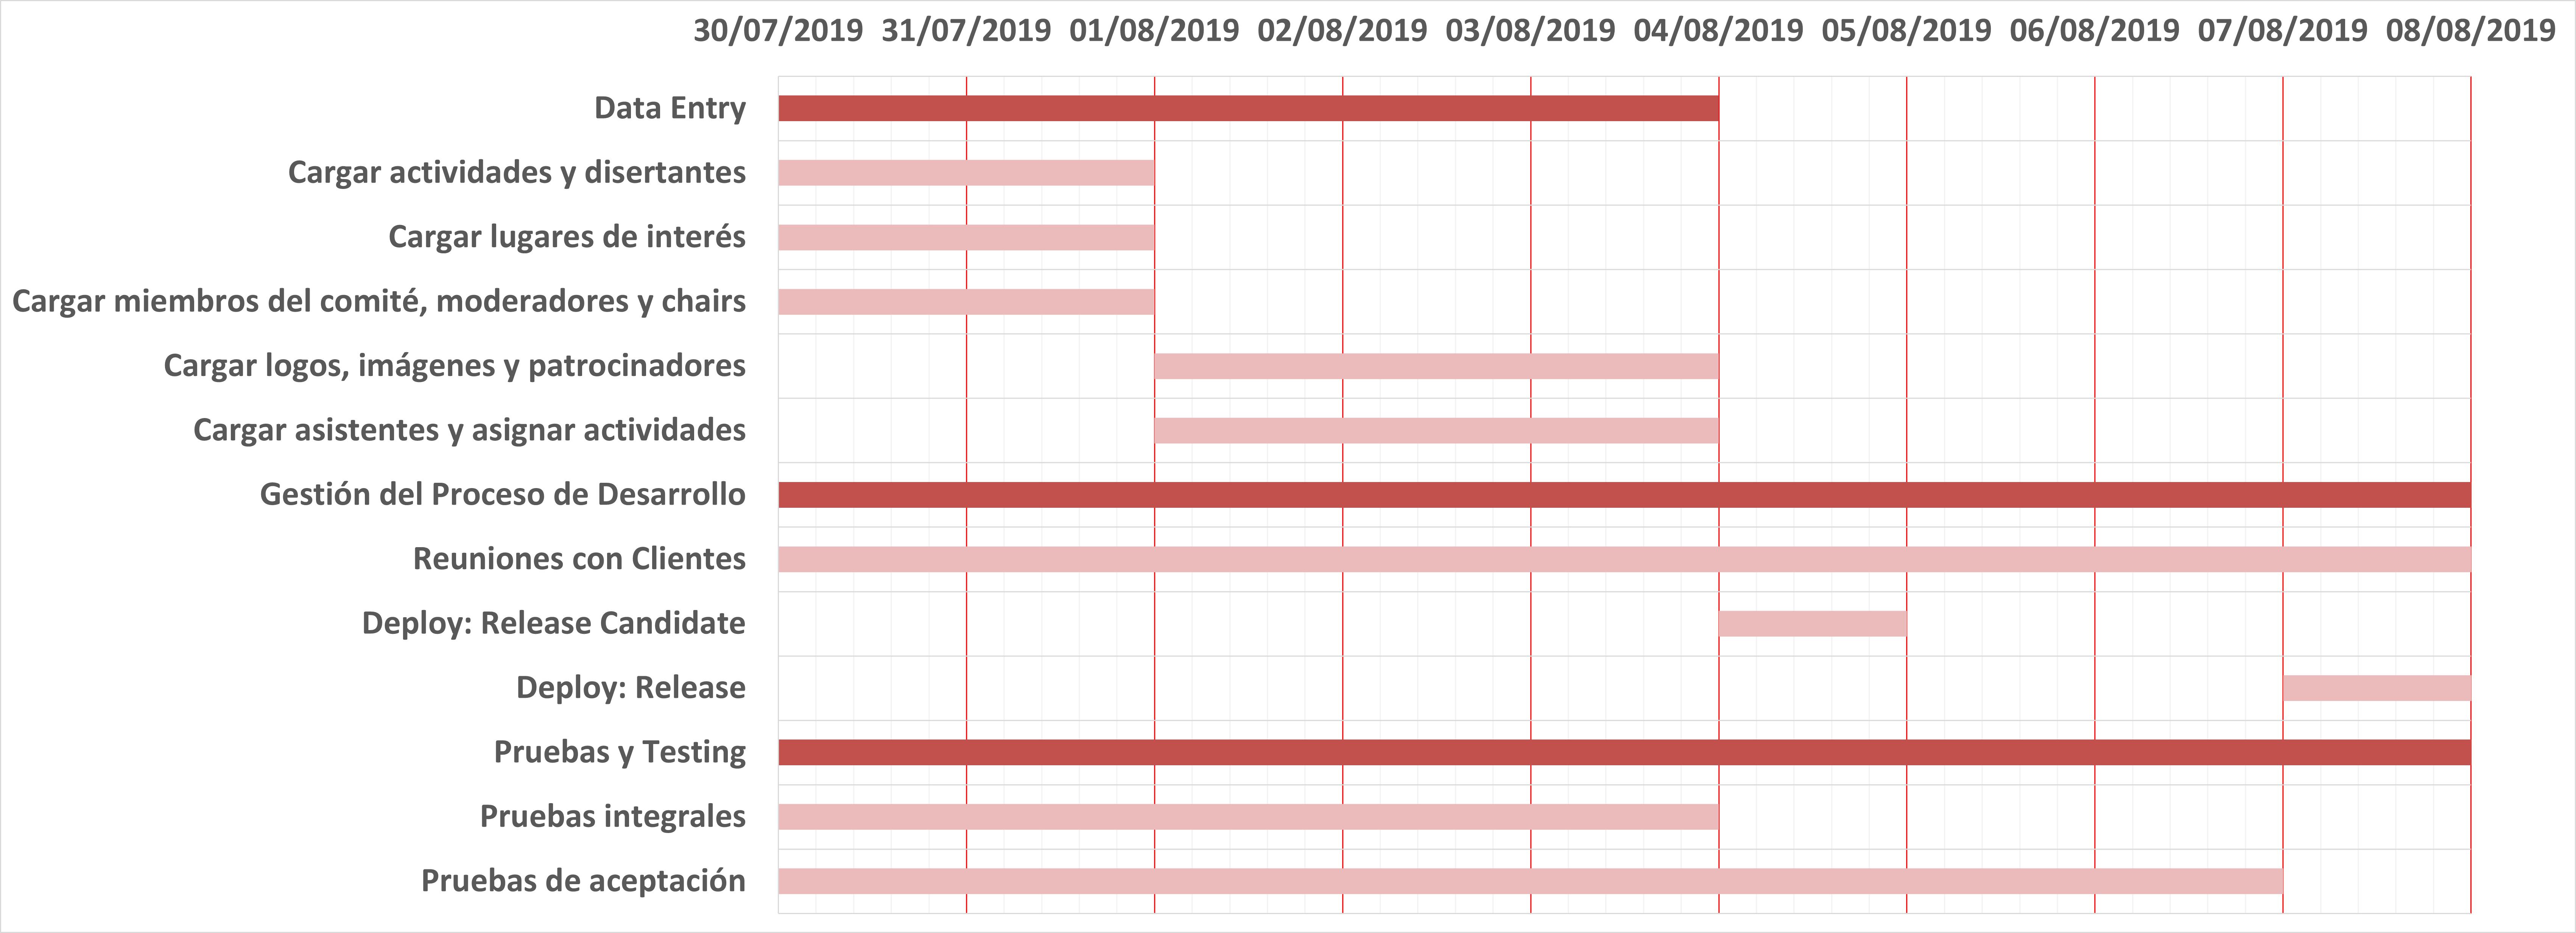 30/07/2019 31/07/2019 01/08/2019 02/08/2019 03/08/2019 04/08/2019 05/08/2019 06/08/2019 07/08/2019 08/08/2019
Data Entry
Cargar actividades y disertantes
Cargar lugares de interés
Cargar miembros del comité, moderadores y chairs
Cargar logos, imágenes y patrocinadores
Cargar asistentes y asignar actividades
Gestión del Proceso de Desarrollo
Reuniones con Clientes
Deploy: Release Candidate
Deploy: Release
Pruebas y Testing
Pruebas integrales
Pruebas de aceptación